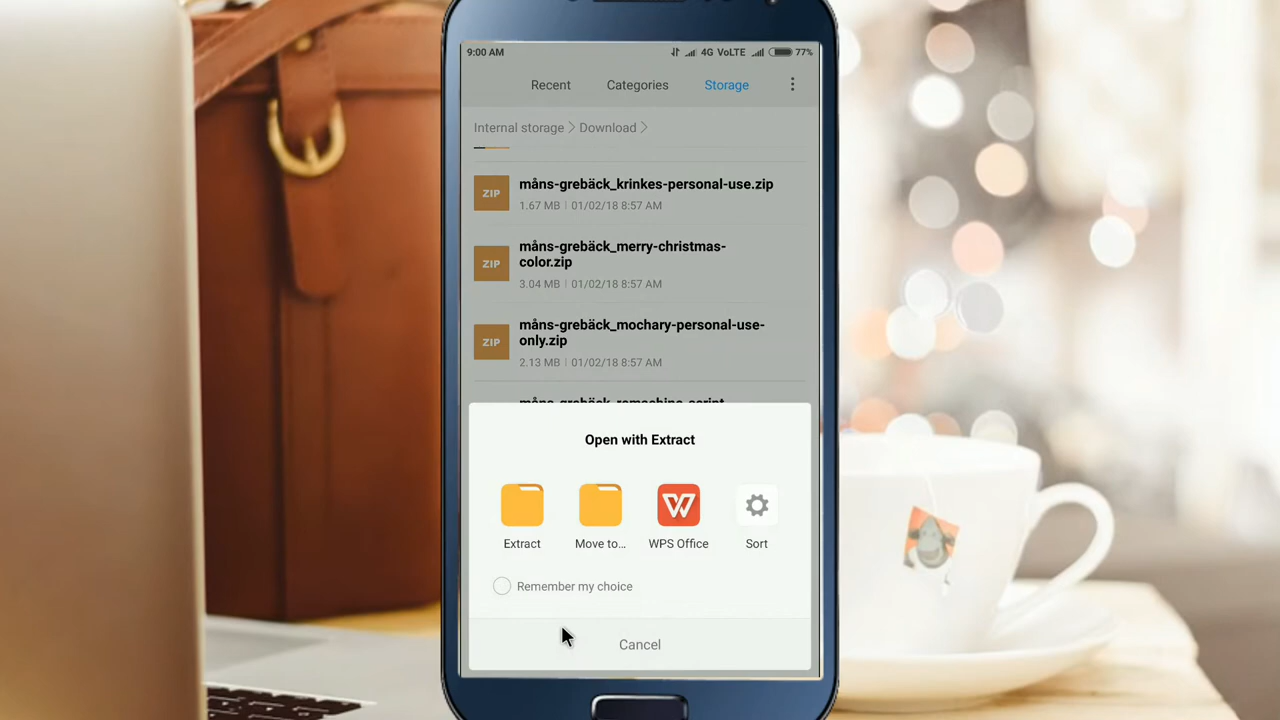 9:00 AM 4G VoLTE 77%
Recent Categories Storage
Internal storage Download
ZIP måns-grebäck_krinkes-personal-use.zip
1.67 MB | 01/02/18 8:57 AM
måns-grebäck_merry-christmas-
ZIP color.zip
3.04 MB | 01/02/18 8:57 AM
måns-grebäck_mochary-personal-use-
ZIP only.zip
2.13 MB | 01/02/18 8:57 AM
Open with Extract
W
Extract Move to... WPS Office Sort
Remember my choice
Cancel